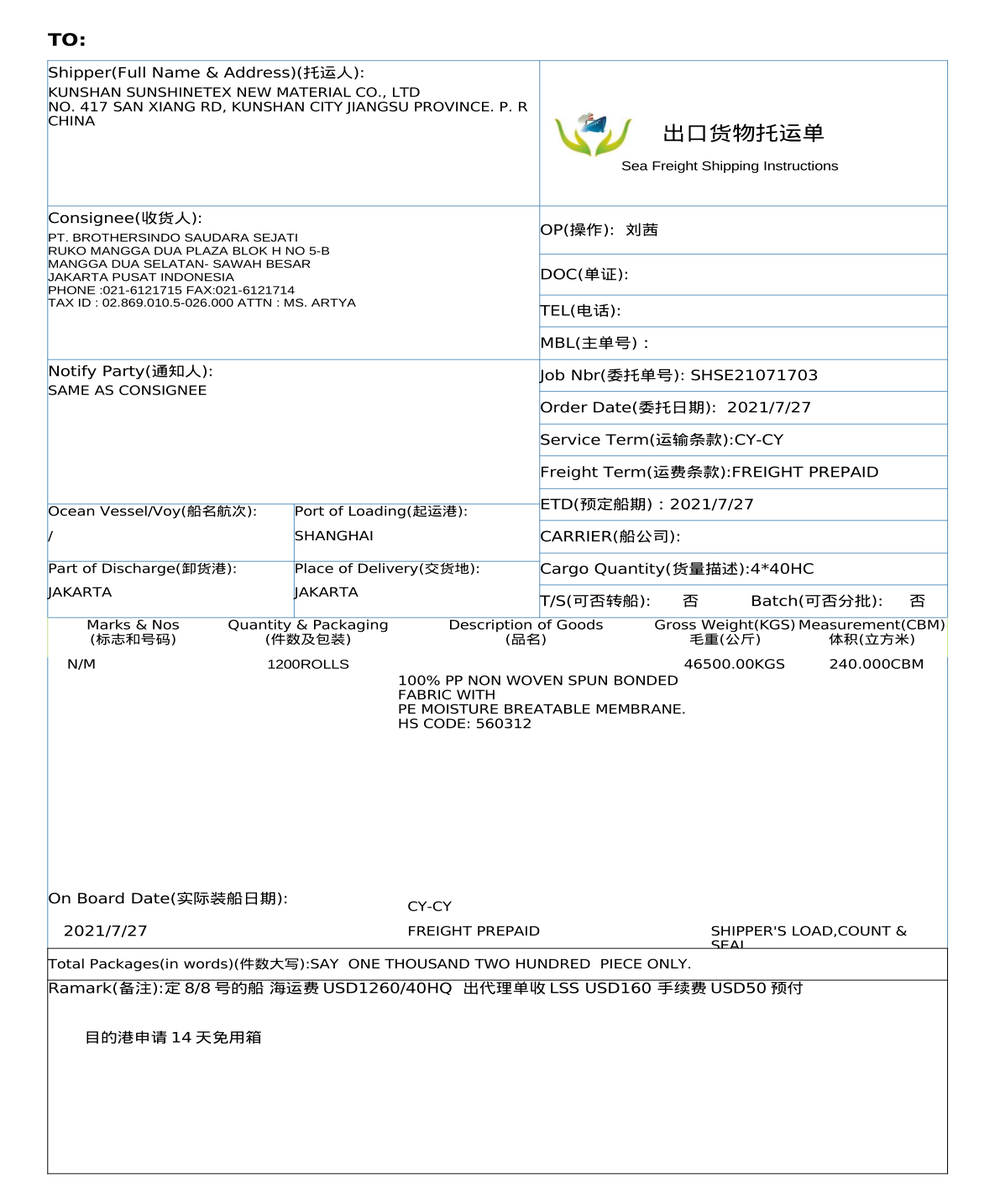 TO:
Shipper(Full Name & Address)(托运人):
KUNSHAN SUNSHINETEX NEW MATERIAL CO., LTD
NO. 417 SAN XIANG RD, KUNSHAN CITY JIANGSU PROVINCE. P. R
CHINA
出口货物托运单
Sea Freight Shipping Instructions
Consignee(收货人):
PT. BROTHERSINDO SAUDARA SEJATI
RUKO MANGGA DUA PLAZA BLOK H NO 5-B
MANGGA DUA SELATAN- SAWAH BESAR
JAKARTA PUSAT INDONESIA
PHONE :021-6121715 FAX:021-6121714
TAX ID : 02.869.010.5-026.000 ATTN : MS. ARTYA
OP(操作): 刘茜
DOC(单证):
TEL(电话):
MBL(主单号) :
Notify Party(通知人):
SAME AS CONSIGNEE
Job Nbr(委托单号): SHSE21071703
Order Date(委托日期): 2021/7/27
Service Term(运输条款):CY-CY
Freight Term(运费条款):FREIGHT PREPAID
ETD(预定船期) : 2021/7/27
CARRIER(船公司):
Cargo Quantity(货量描述):4*40HC
T/S(可否转船): 否 Batch(可否分批): 否
Ocean Vessel/Voy(船名航次): Port of Loading(起运港):
/ SHANGHAI
Part of Discharge(卸货港): Place of Delivery(交货地):
JAKARTA JAKARTA
Marks & Nos Quantity & Packaging Description of Goods Gross Weight(KGS) Measurement(CBM)
(标志和号码) (件数及包装) (品名) 毛重(公斤) 体积(立方米)
N/M 1200ROLLS 46500.00KGS 240.000CBM
100% PP NON WOVEN SPUN BONDED
FABRIC WITH
PE MOISTURE BREATABLE MEMBRANE.
HS CODE: 560312
On Board Date(实际装船日期):
CY-CY
2021/7/27 FREIGHT PREPAID SHIPPER'S LOAD,COUNT &
SEAL
Total Packages(in words)(件数大写):SAY ONE THOUSAND TWO HUNDRED PIECE ONLY.
Ramark(备注):定 8/8 号的船 海运费 USD1260/40HQ 出代理单收 LSS USD160 手续费 USD50 预付
目的港申请 14 天免用箱